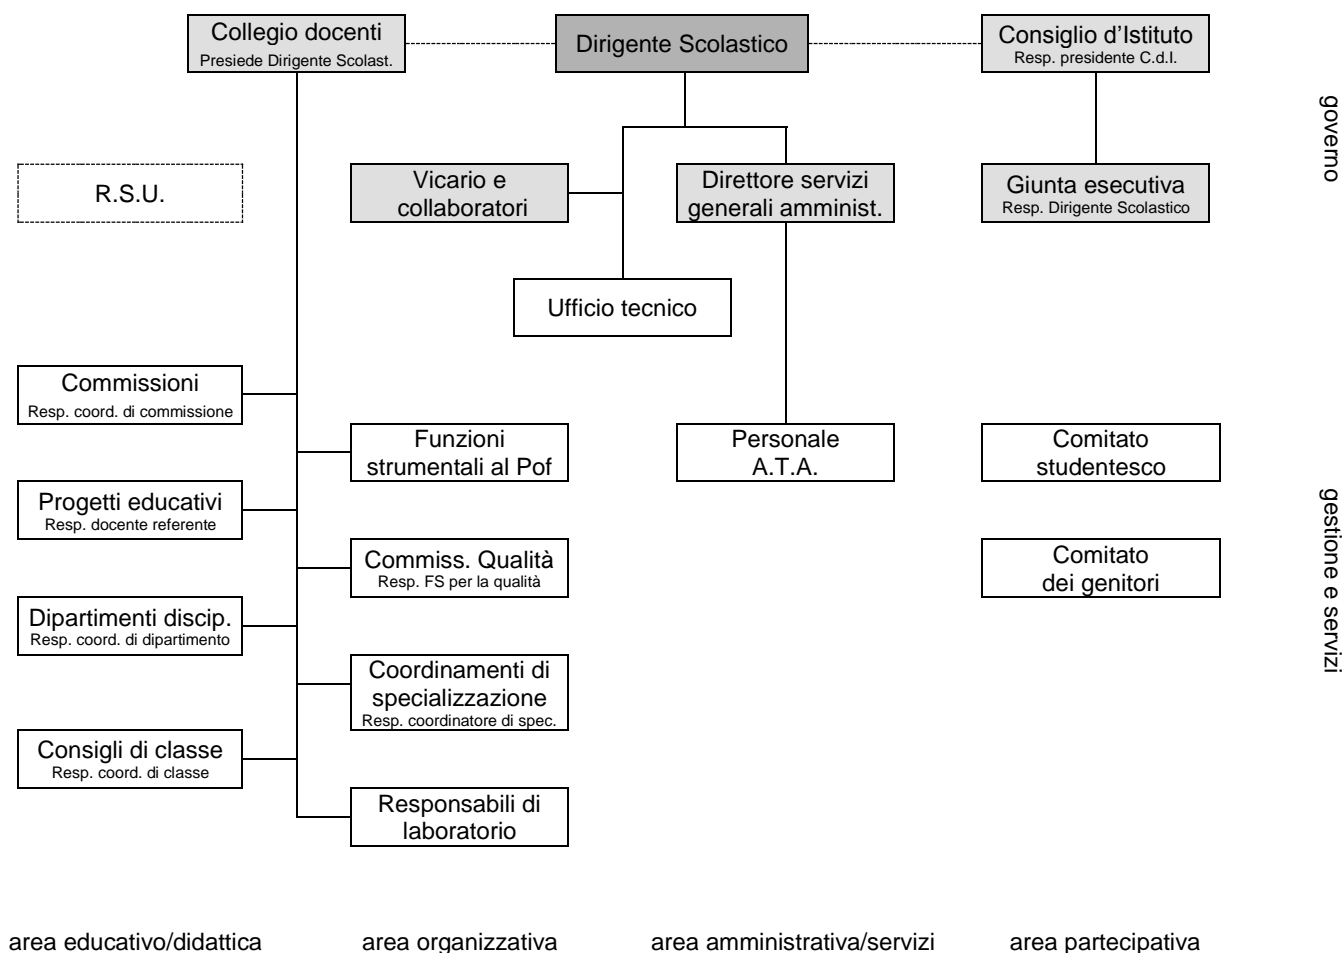 Collegio docenti
Presiede Dirigente Scolast.
Dirigente Scolastico
Consiglio d'Istituto
Resp. presidente C.d.I.
governo
R.S.U.
Vicario e
collaboratori
Direttore servizi
generali amminist.
Giunta esecutiva
Resp. Dirigente Scolastico
Ufficio tecnico
Commissioni
Resp. coord. di commissione
Funzioni
strumentali al Pof
Personale
A.T.A.
Comitato
studentesco
Progetti educativi
Resp. docente referente
gestione e servizi
Commiss. Qualità
Resp. FS per la qualità
Comitato
dei genitori
Dipartimenti discip.
Resp. coord. di dipartimento
Coordinamenti di
specializzazione
Resp. coordinatore di spec.
Consigli di classe
Resp. coord. di classe
Responsabili di
laboratorio
area educativo/didattica
area organizzativa
area amministrativa/servizi
area partecipativa